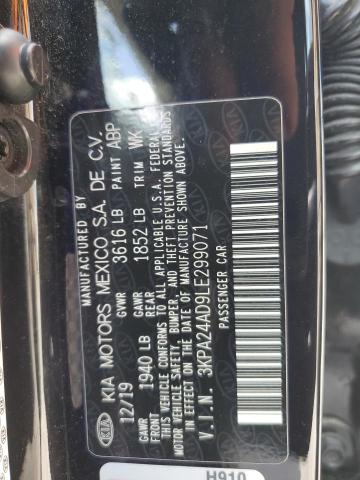 MANUFACTURED BY
KIA KIA MOTORS MEXICO S.A. DE C.V.
12/19 GVWR 3616 LB PAINT ABP
GAWR FRONT 1940 LB GAWR REAR 1852 LB TRIM WK
THIS VEHICLE CONFORMS TO ALL APPLICABLE U.S.A. FEDERAL
MOTOR VEHICLE SAFETY, BUMPER, AND THEFT PREVENTION STANDARDS
IN EFFECT ON THE DATE OF MANUFACTURE SHOWN ABOVE.
V.I.N. 3KPA24AD9LE299071
PASSENGER CAR
H910